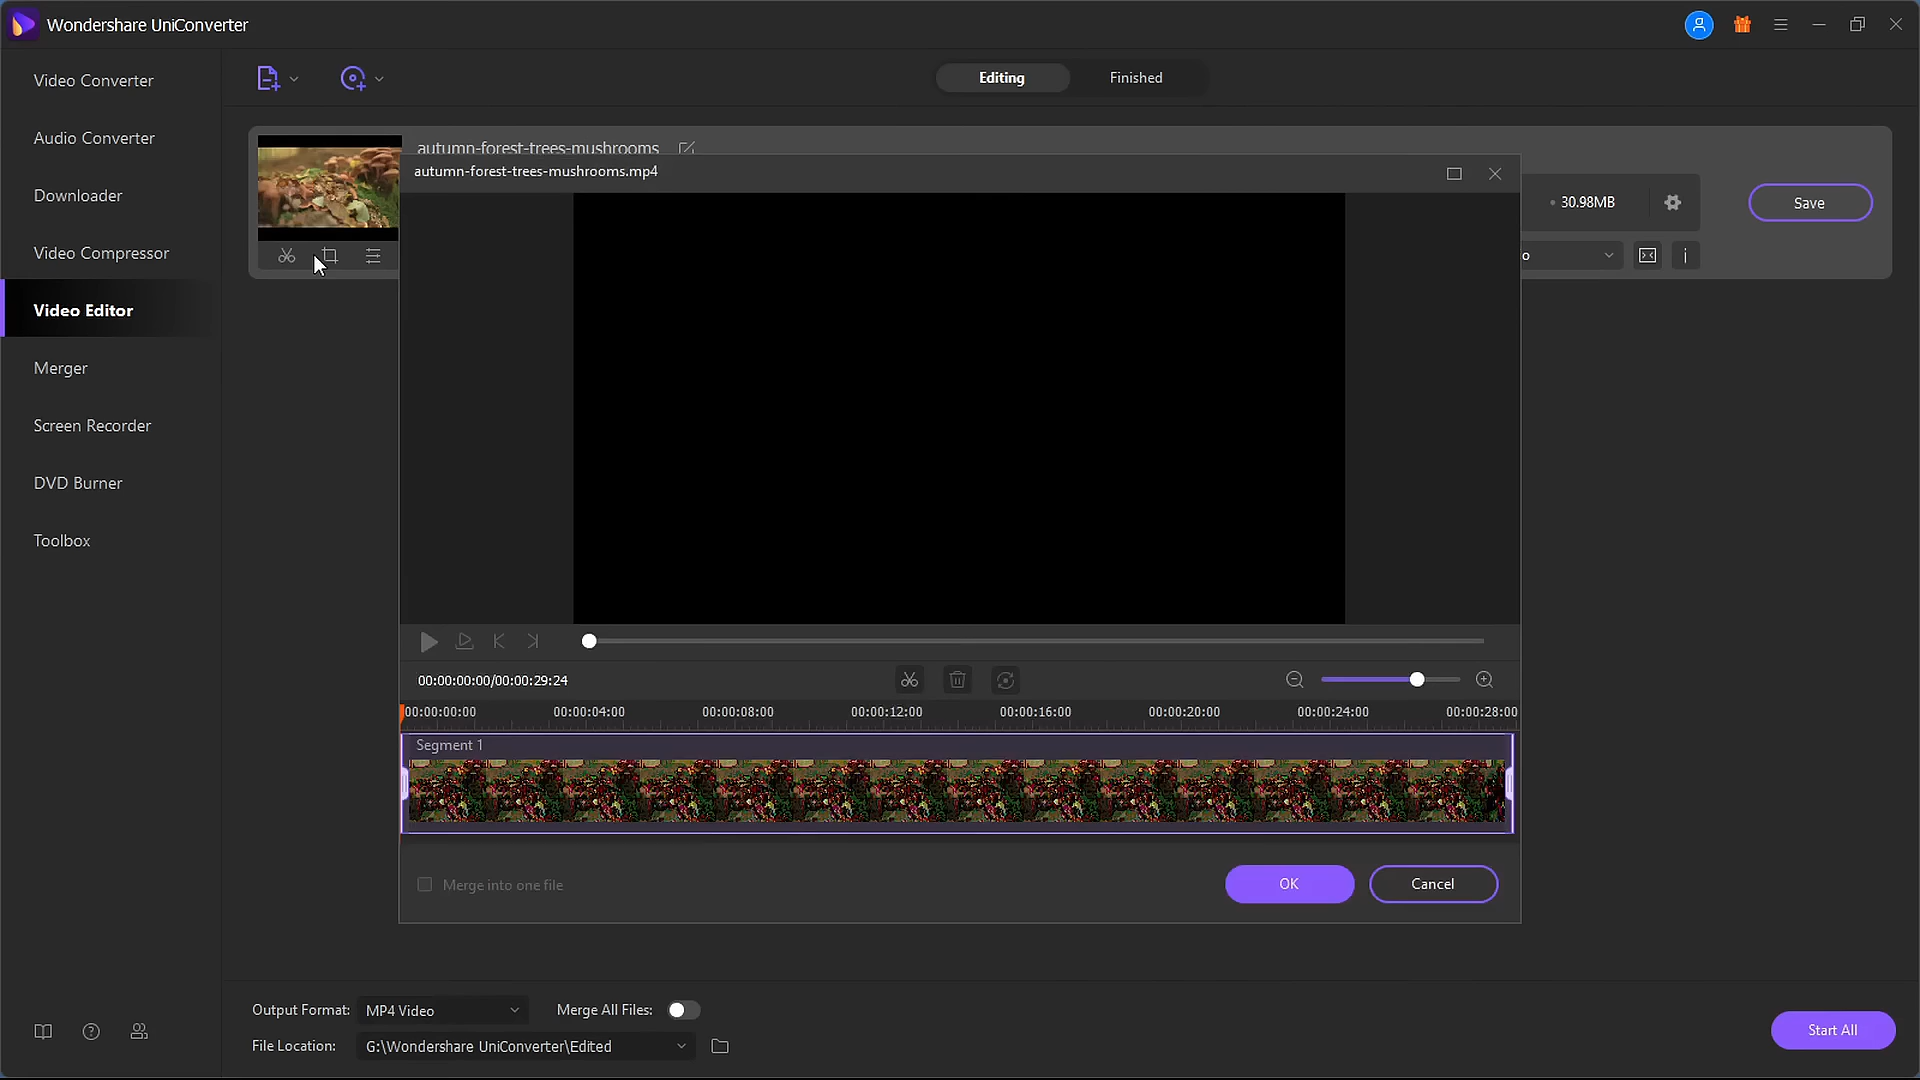 Wondershare UniConverter
Video Converter
Audio Converter
Downloader
Video Compressor
Video Editor
Merger
Screen Recorder
DVD Burner
Toolbox
Editing
Finished
autumn-forest-trees-mushrooms
30.98MB
Save
o
i
autumn-forest-trees-mushrooms.mp4
00:00:00:00/00:00:29:24
00:00:00:00
00:00:04:00
00:00:08:00
00:00:12:00
00:00:16:00
00:00:20:00
00:00:24:00
00:00:28:00
Segment 1
Merge into one file
OK
Cancel
Output Format:
MP4 Video
Merge All Files:
File Location:
G:\Wondershare UniConverter\Edited
Start All